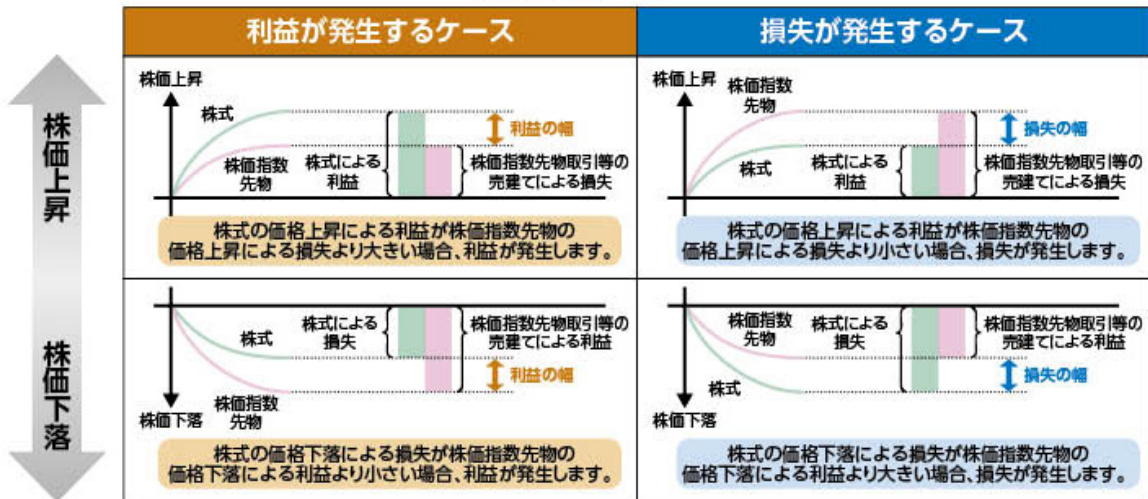 利益が発生するケース
損失が発生するケース
株価上昇
株価下落
株価上昇
株式
株価指数
先物
株式による
利益
利益の幅
株価指数先物取引等の
売建てによる損失
株式の価格上昇による利益が株価指数先物の
価格上昇による損失より大きい場合、利益が発生します。
株価上昇
株価指数
先物
株式
株式による
利益
損失の幅
株価指数先物取引等の
売建てによる損失
株式の価格上昇による利益が株価指数先物の
価格上昇による損失より小さい場合、損失が発生します。
株式
株価指数
先物
株価下落
株式による
損失
株価指数先物取引等の
売建てによる利益
利益の幅
株式の価格下落による損失が株価指数先物の
価格下落による利益より小さい場合、利益が発生します。
株価指数
先物
株式
株価下落
株式による
損失
株価指数先物取引等の
売建てによる利益
損失の幅
株式の価格下落による損失が株価指数先物の
価格下落による利益より大きい場合、損失が発生します。